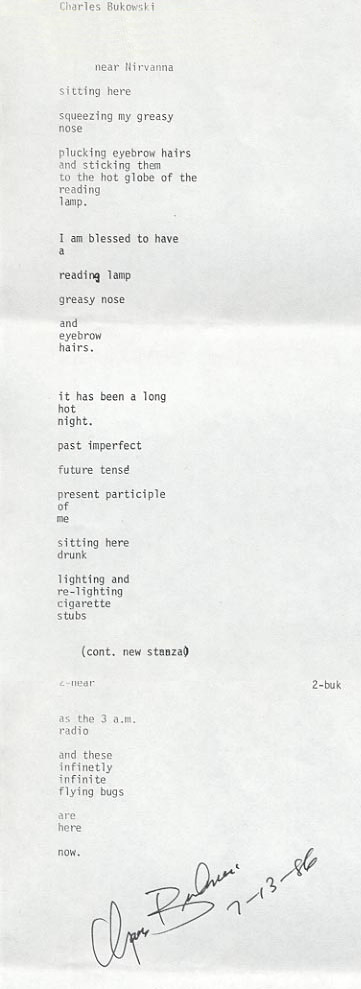 Charles Bukowski
near Nirvanna
sitting here
squeezing my greasy
nose
plucking eyebrow hairs
and sticking them
to the hot globe of the
reading
lamp.
I am blessed to have
a
reading lamp
greasy nose
and
eyebrow
hairs.
it has been a long
hot
night.
past imperfect
future tense
present participle
of
me
sitting here
drunk
lighting and
re-lighting
cigarette
stubs
(cont. new stanza)
2-near 2-buk
as the 3 a.m.
radio
and these
infinetly
infinite
flying bugs
are
here
now.
7-13-86